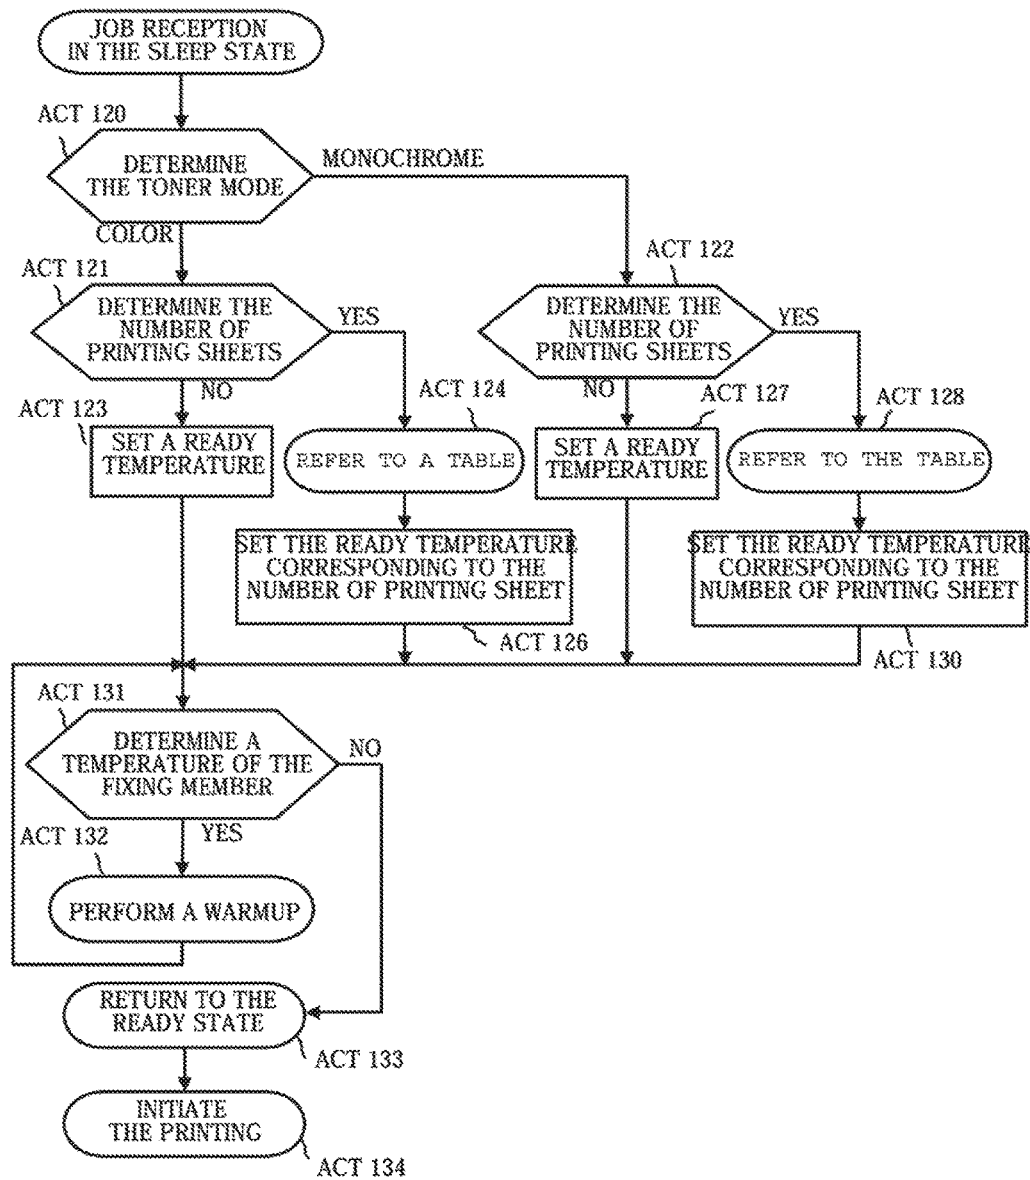 JOB RECEPTION
IN THE SLEEP STATE
ACT 120
DETERMINE
THE TONER MODE
MONOCHROME
COLOR
ACT 121
DETERMINE THE
NUMBER OF
PRINTING SHEETS
YES
NO
ACT 122
DETERMINE THE
NUMBER OF
PRINTING SHEETS
YES
NO
ACT 123
SET A READY
TEMPERATURE
ACT 124
REFER TO A TABLE
ACT 127
SET A READY
TEMPERATURE
ACT 128
REFER TO THE TABLE
SET THE READY TEMPERATURE
CORRESPONDING TO THE
NUMBER OF PRINTING SHEET
ACT 126
SET THE READY TEMPERATURE
CORRESPONDING TO THE
NUMBER OF PRINTING SHEET
ACT 130
ACT 131
DETERMINE A
TEMPERATURE OF THE
FIXING MEMBER
NO
YES
ACT 132
PERFORM A WARMUP
RETURN TO THE
READY STATE
ACT 133
INITIATE
THE PRINTING
ACT 134